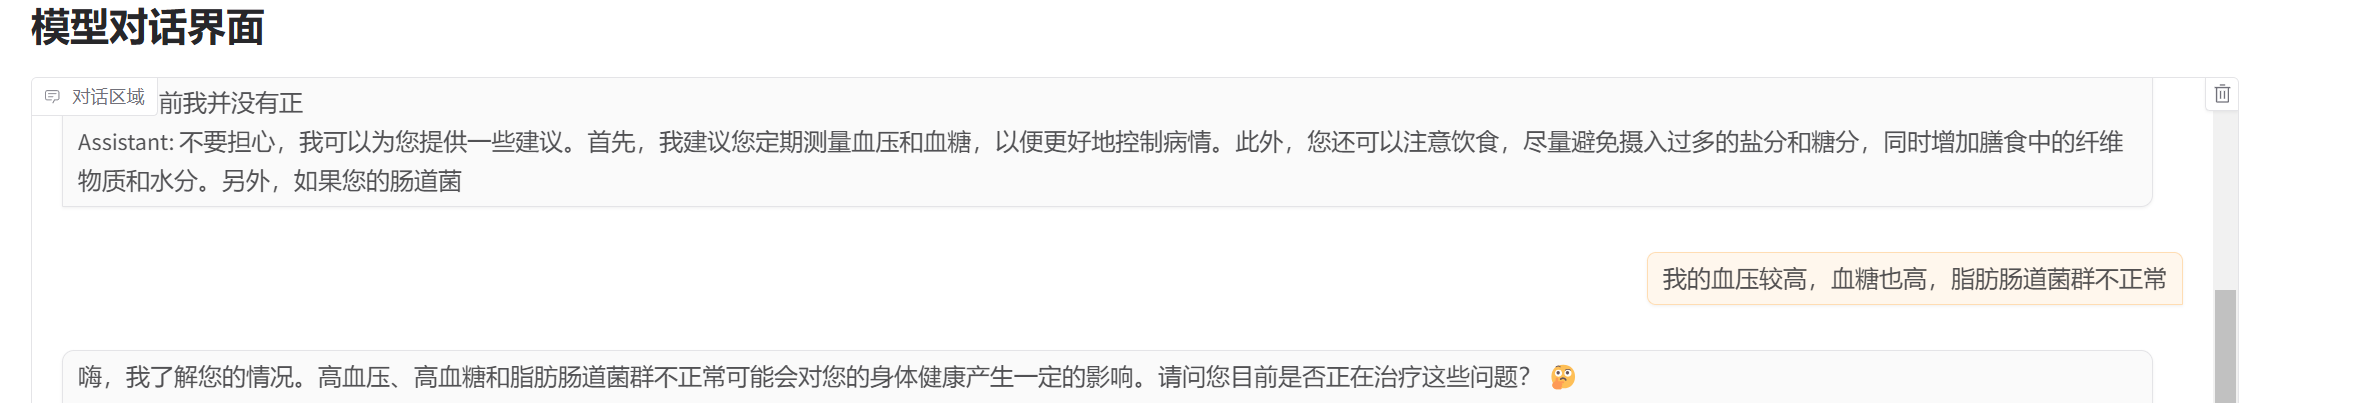 模型对话界面
对话区域
前我并没有正
Assistant: 不要担心，我可以为您提供一些建议。首先，我建议您定期测量血压和血糖，以便更好地控制病情。此外，您还可以注意饮食，尽量避免摄入过多的盐分和糖分，同时增加膳食中的纤维
物质和水分。另外，如果您的肠道菌
我的血压较高，血糖也高，脂肪肠道菌群不正常
嗨，我了解您的情况。高血压、高血糖和脂肪肠道菌群不正常可能会对您的身体健康产生一定的影响。请问您目前是否正在治疗这些问题？ 🤔